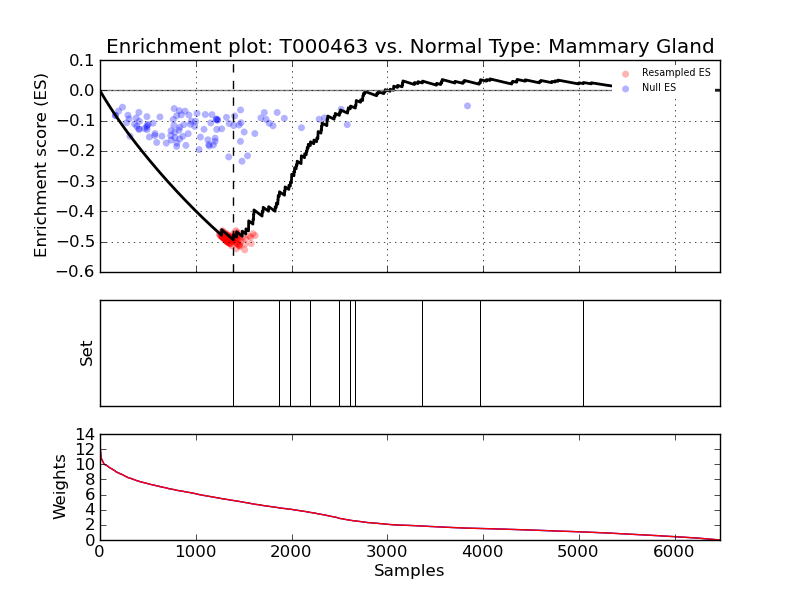 Enrichment plot: T000463 vs. Normal Type: Mammary Gland
0.1
0.0
−0.1
−0.2
−0.3
−0.4
−0.5
−0.6
Enrichment score (ES)
Resampled ES
Null ES
Set
14
12
10
8
6
4
2
0
Weights
0 1000 2000 3000 4000 5000 6000
Samples